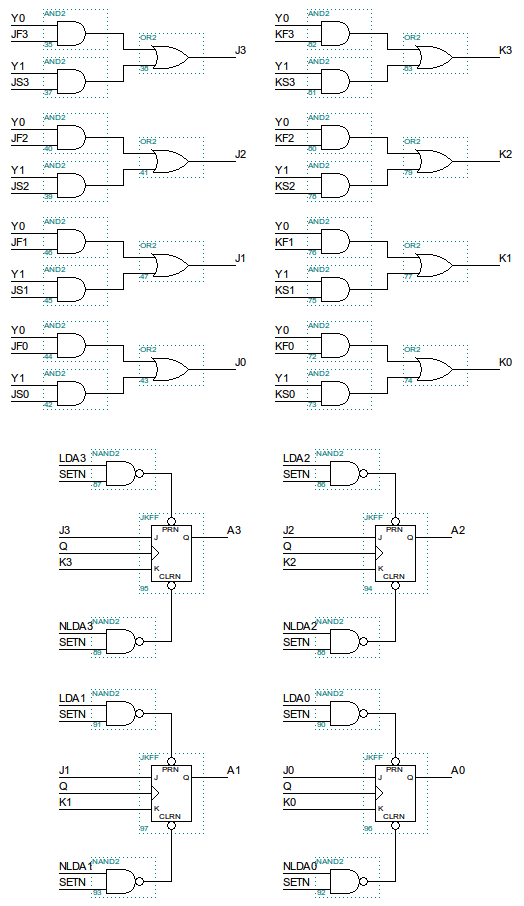 Y0 AND2
JF3 35 OR2
Y1 AND2 36 J3
JS3 37
Y0 AND2
KF3 82 OR2
Y1 AND2 83 K3
KS3 81
Y0 AND2
JF2 40 OR2
Y1 AND2 41 J2
JS2 39
Y0 AND2
KF2 80 OR2
Y1 AND2 79 K2
KS2 78
Y0 AND2
JF1 46 OR2
Y1 AND2 47 J1
JS1 45
Y0 AND2
KF1 76 OR2
Y1 AND2 77 K1
KS1 75
Y0 AND2
JF0 44 OR2
Y1 AND2 43 J0
JS0 42
Y0 AND2
KF0 72 OR2
Y1 AND2 74 K0
KS0 73
LDA3 NAND2
SETN 87
JKFF
PRN
J3 J Q A3
Q
K3 K
CLRN
95
NLDA3 NAND2
SETN 89
LDA2 NAND2
SETN 86
JKFF
PRN
J2 J Q A2
Q
K2 K
CLRN
94
NLDA2 NAND2
SETN 88
LDA1 NAND2
SETN 91
JKFF
PRN
J1 J Q A1
Q
K1 K
CLRN
97
NLDA1 NAND2
SETN 93
LDA0 NAND2
SETN 90
JKFF
PRN
J0 J Q A0
Q
K0 K
CLRN
96
NLDA0 NAND2
SETN 92